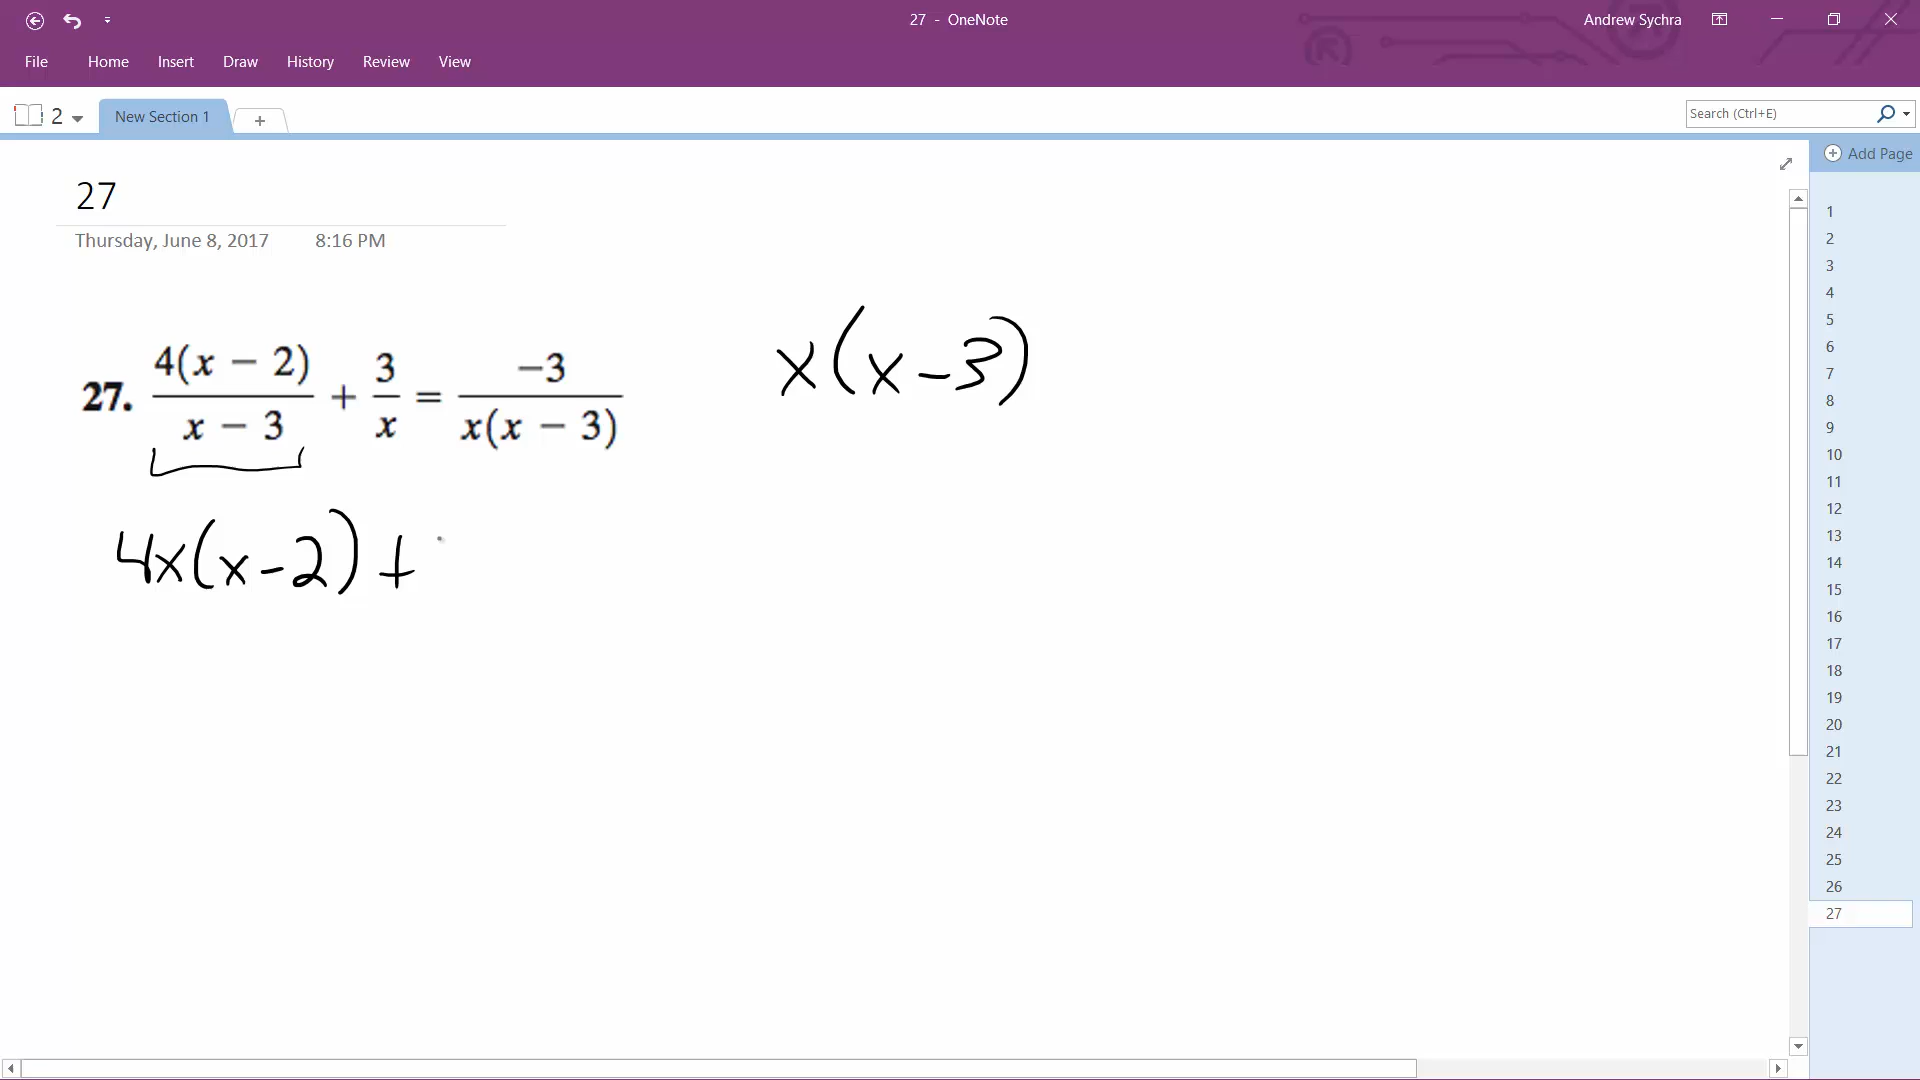 27 - OneNote
Andrew Sychra
File Home Insert Draw History Review View
2 New Section 1 +
Search (Ctrl+E)
Add Page
27
Thursday, June 8, 2017 8:16 PM
27. \frac{4(x - 2)}{x - 3} + \frac{3}{x} = \frac{-3}{x(x - 3)}
x(x-3)
4x(x-2)+
1
2
3
4
5
6
7
8
9
10
11
12
13
14
15
16
17
18
19
20
21
22
23
24
25
26
27